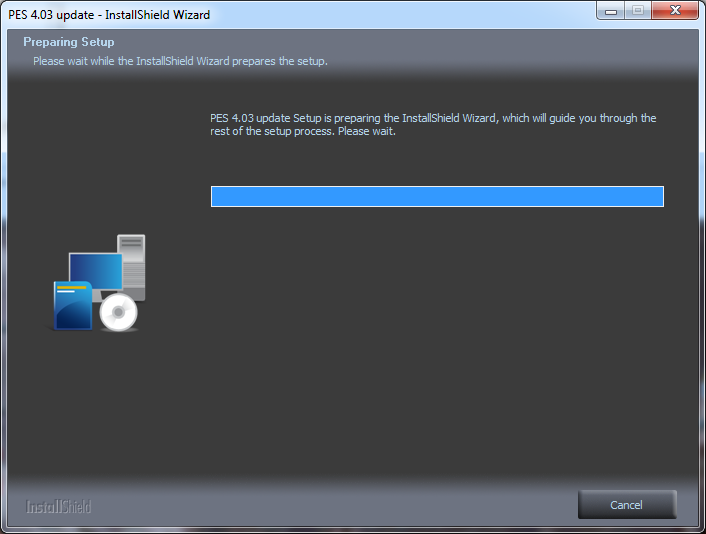 PES 4.03 update - InstallShield Wizard
Preparing Setup
Please wait while the InstallShield Wizard prepares the setup.
PES 4.03 update Setup is preparing the InstallShield Wizard, which will guide you through the
rest of the setup process. Please wait.
InstallShield
Cancel